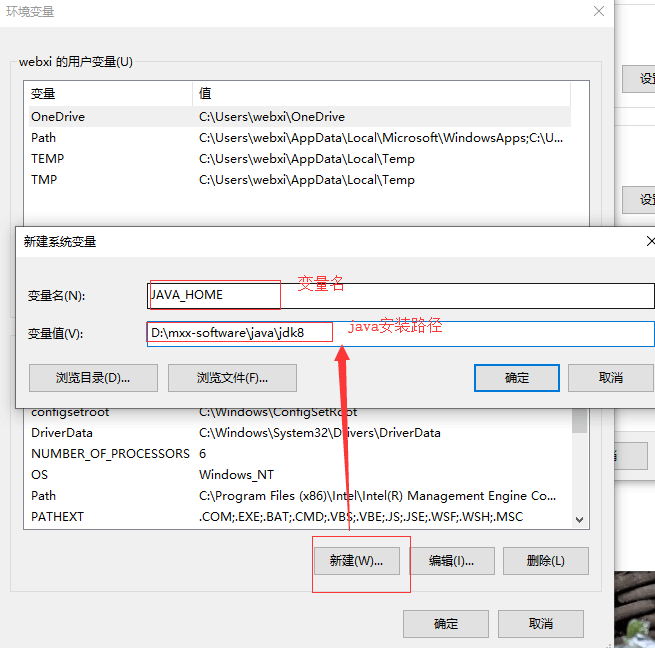 环境变量
webxi 的用户变量(U)
变量 值
OneDrive C:\Users\webxi\OneDrive
Path C:\Users\webxi\AppData\Local\Microsoft\WindowsApps;C:\U...
TEMP C:\Users\webxi\AppData\Local\Temp
TMP C:\Users\webxi\AppData\Local\Temp
新建系统变量
变量名(N): JAVA_HOME 变量名
变量值(V): D:\mxx-software\java\jdk8 java安装路径
浏览目录(D)... 浏览文件(F)... 确定 取消
configsetroot C:\Windows\ConfigSetRoot
DriverData C:\Windows\System32\Drivers\DriverData
NUMBER_OF_PROCESSORS 6
OS Windows_NT
Path C:\Program Files (x86)\Intel\Intel(R) Management Engine Co...
PATHEXT .COM;.EXE;.BAT;.CMD;.VBS;.VBE;.JS;.JSE;.WSF;.WSH;.MSC
新建(W)... 编辑(I)... 删除(L)
确定 取消